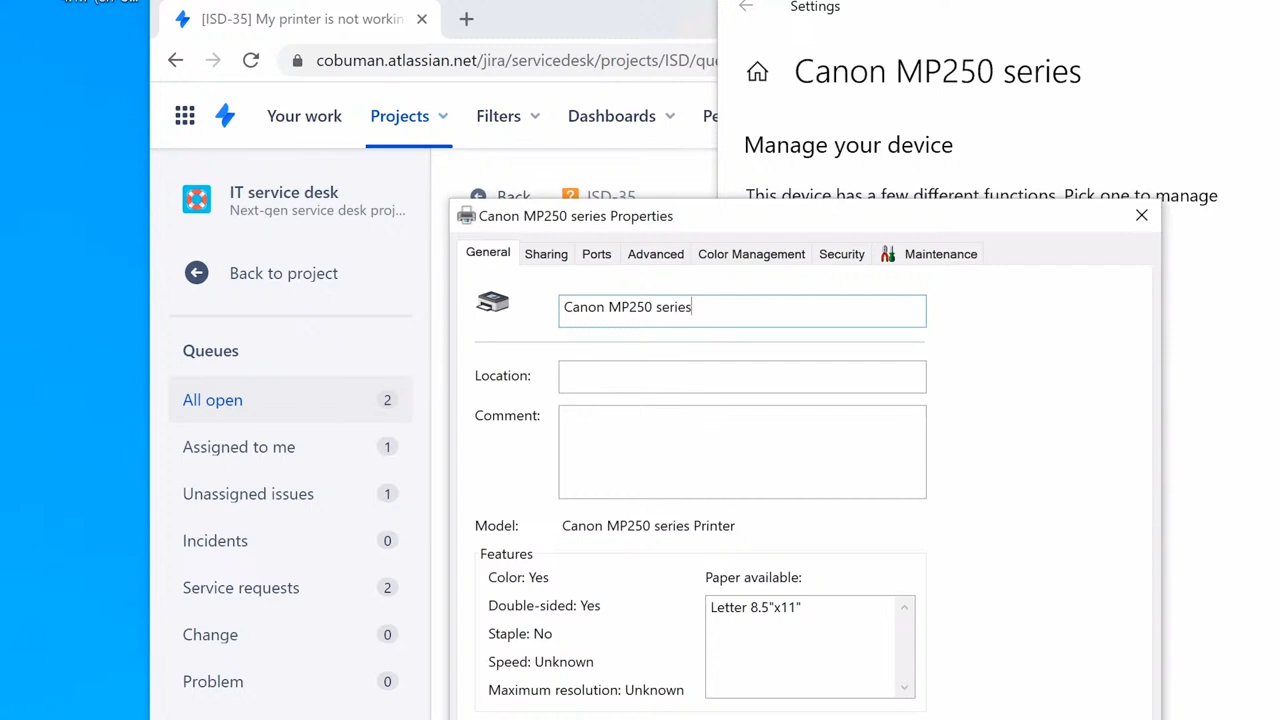 [ISD-35] My printer is not workin
cobuman.atlassian.net/jira/servicedesk/projects/ISD/qu
Your work
Projects
Filters
Dashboards
Pe
IT service desk
Next-gen service desk proj...
Back to project
Queues
All open 2
Assigned to me 1
Unassigned issues 1
Incidents 0
Service requests 2
Change 0
Problem 0
Back
ISD-35
Settings
Canon MP250 series
Manage your device
This device has a few different functions. Pick one to manage
Canon MP250 series Properties
General
Sharing
Ports
Advanced
Color Management
Security
Maintenance
Canon MP250 series
Location:
Comment:
Model: Canon MP250 series Printer
Features
Color: Yes
Double-sided: Yes
Staple: No
Speed: Unknown
Maximum resolution: Unknown
Paper available:
Letter 8.5"x11"